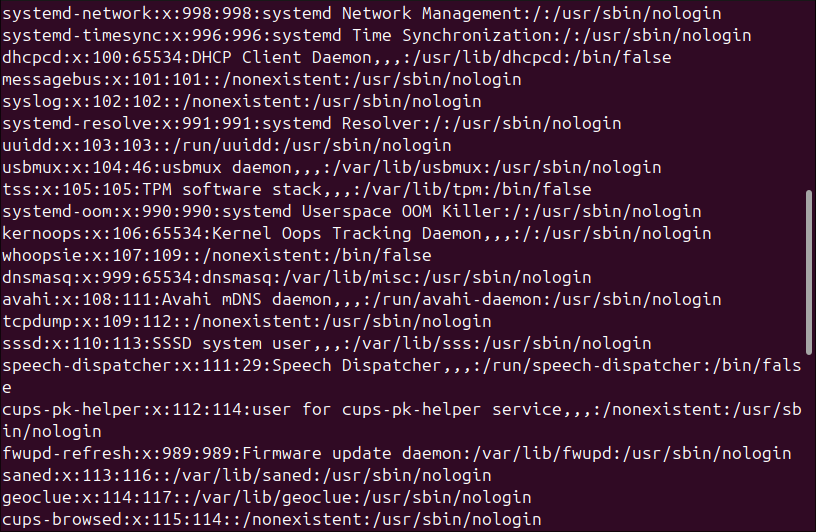 systemd-network:x:998:998:systemd Network Management:/:/usr/sbin/nologin
systemd-timesync:x:996:996:systemd Time Synchronization:/:/usr/sbin/nologin
dhcpcd:x:100:65534:DHCP Client Daemon,,,:/usr/lib/dhcpcd:/bin/false
messagebus:x:101:101::/nonexistent:/usr/sbin/nologin
syslog:x:102:102::/nonexistent:/usr/sbin/nologin
systemd-resolve:x:991:991:systemd Resolver:/:/usr/sbin/nologin
uuidd:x:103:103::/run/uuidd:/usr/sbin/nologin
usbmux:x:104:46:usbmux daemon,,,:/var/lib/usbmux:/usr/sbin/nologin
tss:x:105:105:TPM software stack,,,:/var/lib/tpm:/bin/false
systemd-oom:x:990:990:systemd Userspace OOM Killer:/:/usr/sbin/nologin
kernoops:x:106:65534:Kernel Oops Tracking Daemon,,,:/:/usr/sbin/nologin
whoopsie:x:107:109::/nonexistent:/bin/false
dnsmasq:x:999:65534:dnsmasq:/var/lib/misc:/usr/sbin/nologin
avahi:x:108:111:Avahi mDNS daemon,,,:/run/avahi-daemon:/usr/sbin/nologin
tcpdump:x:109:112::/nonexistent:/usr/sbin/nologin
sssd:x:110:113:SSSD system user,,,:/var/lib/sss:/usr/sbin/nologin
speech-dispatcher:x:111:29:Speech Dispatcher,,,:/run/speech-dispatcher:/bin/fals
e
cups-pk-helper:x:112:114:user for cups-pk-helper service,,,:/nonexistent:/usr/sb
in/nologin
fwupd-refresh:x:989:989:Firmware update daemon:/var/lib/fwupd:/usr/sbin/nologin
saned:x:113:116::/var/lib/saned:/usr/sbin/nologin
geoclue:x:114:117::/var/lib/geoclue:/usr/sbin/nologin
cups-browsed:x:115:114::/nonexistent:/usr/sbin/nologin